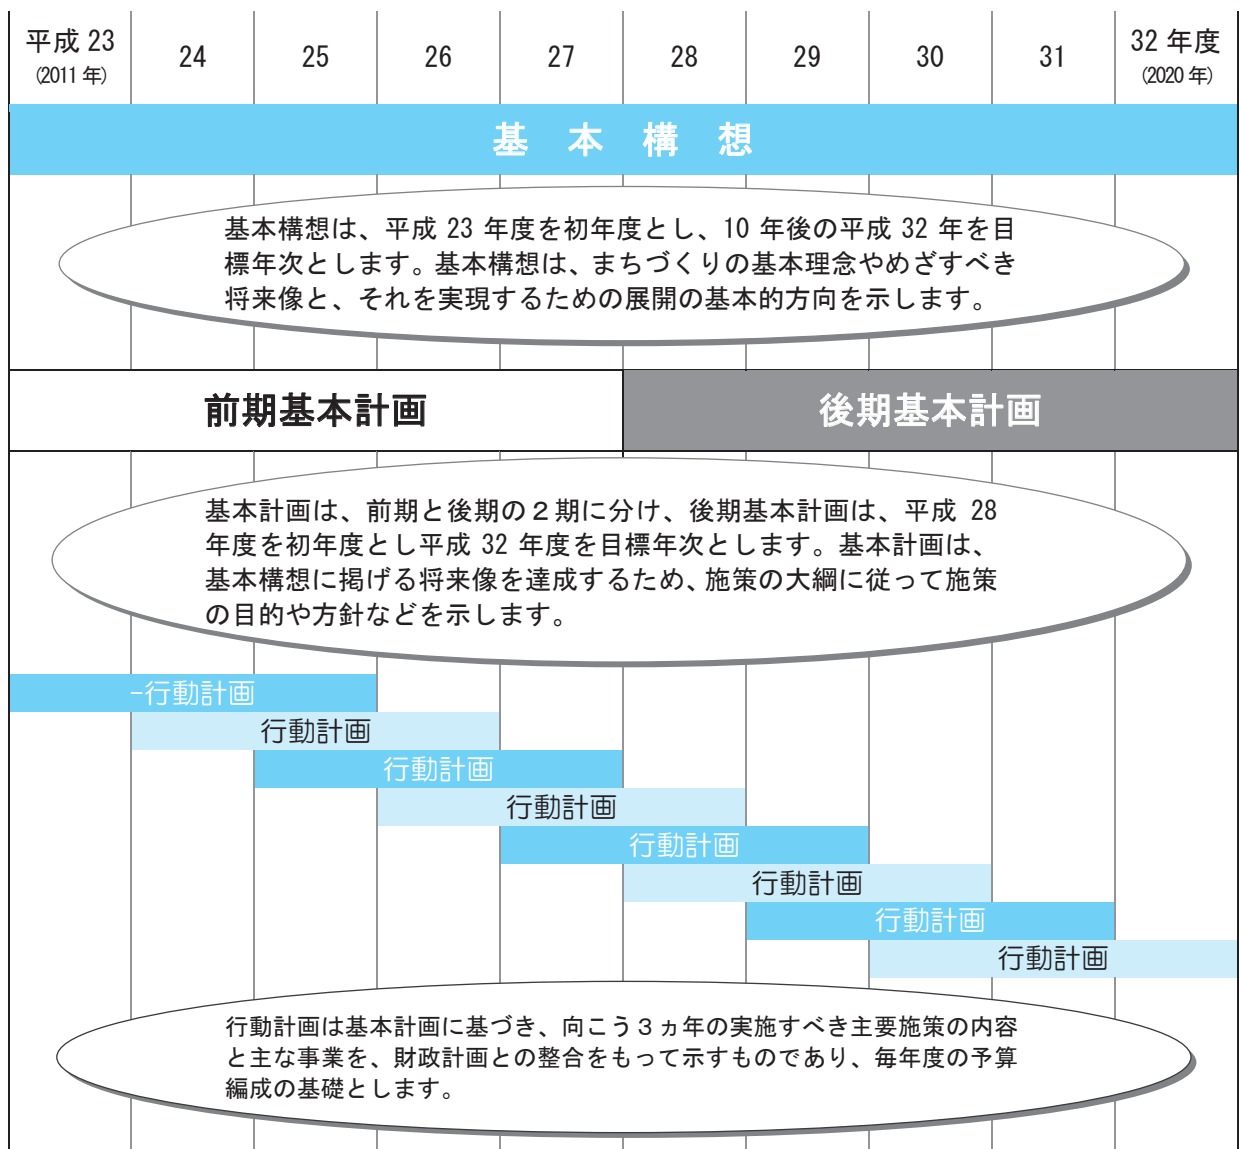 平成 23 24 25 26 27 28 29 30 31 32 年度
(2011 年) (2020 年)
基 本 構 想
基本構想は、平成 23 年度を初年度とし、10 年後の平成 32 年を目
標年次とします。基本構想は、まちづくりの基本理念やめざすべき
将来像と、それを実現するための展開の基本的方向を示します。
前期基本計画 後期基本計画
基本計画は、前期と後期の２期に分け、後期基本計画は、平成 28
年度を初年度とし平成 32 年度を目標年次とします。基本計画は、
基本構想に掲げる将来像を達成するため、施策の大綱に従って施策
の目的や方針などを示します。
-行動計画
行動計画
行動計画
行動計画
行動計画
行動計画
行動計画
行動計画
行動計画は基本計画に基づき、向こう３ヵ年の実施すべき主要施策の内容
と主な事業を、財政計画との整合をもって示すものであり、毎年度の予算
編成の基礎とします。